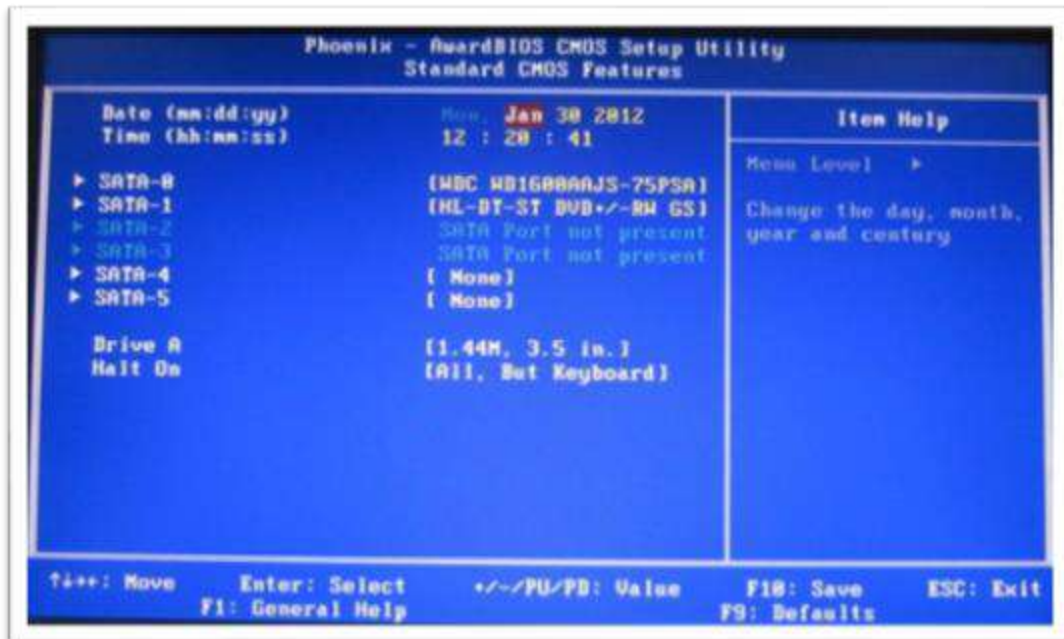 Phoenix - AwardBIOS CMOS Setup Utility
Standard CMOS Features
Date (mm:dd:yy) Mon, Jan 30 2012
Time (hh:mm:ss) 12 : 20 : 41
SATA-0 [WDC WD1600AAJS-75PSA]
SATA-1 [HL-DT-ST DVD+/-RW GS]
SATA-2 SATA Port not present
SATA-3 SATA Port not present
SATA-4 [ None]
SATA-5 [ None]
Drive A [1.44M, 3.5 in.]
Halt On [All, But Keyboard]
Item Help
Menu Level ▸
Change the day, month,
year and century
↑↓→←: Move Enter: Select +/-/PU/PD: Value F10: Save ESC: Exit
F1: General Help F9: Defaults